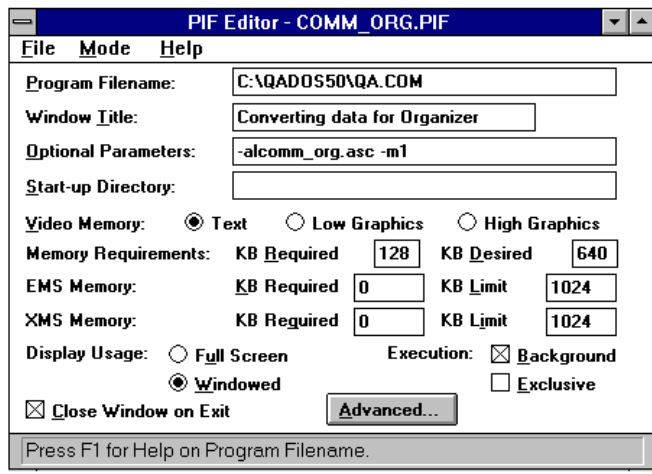 PIF Editor - COMM_ORG.PIF
File Mode Help
Program Filename: C:\QADOS50\QA.COM
Window Title: Converting data for Organizer
Optional Parameters: -alcomm_org.asc -m1
Start-up Directory:
Video Memory: Text Low Graphics High Graphics
Memory Requirements: KB Required 128 KB Desired 640
EMS Memory: KB Required 0 KB Limit 1024
XMS Memory: KB Required 0 KB Limit 1024
Display Usage: Full Screen Execution: Background
Windowed Exclusive
Close Window on Exit Advanced...
Press F1 for Help on Program Filename.